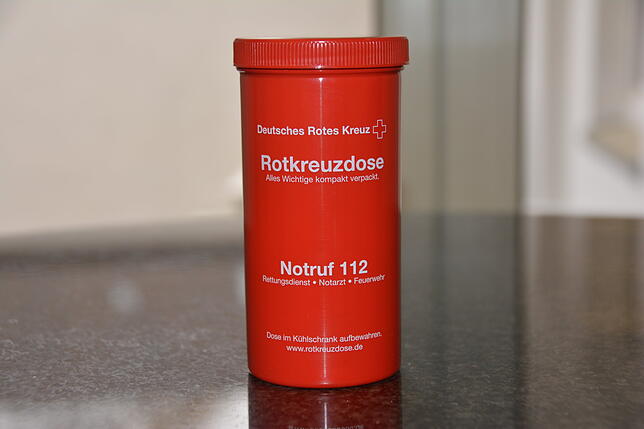 Deutsches Rotes Kreuz
Rotkreuzdose
Alles Wichtige kompakt verpackt.
Notruf 112
Rettungsdienst • Notarzt • Feuerwehr
Dose im Kühlschrank aufbewahren.
www.rotkreuzdose.de